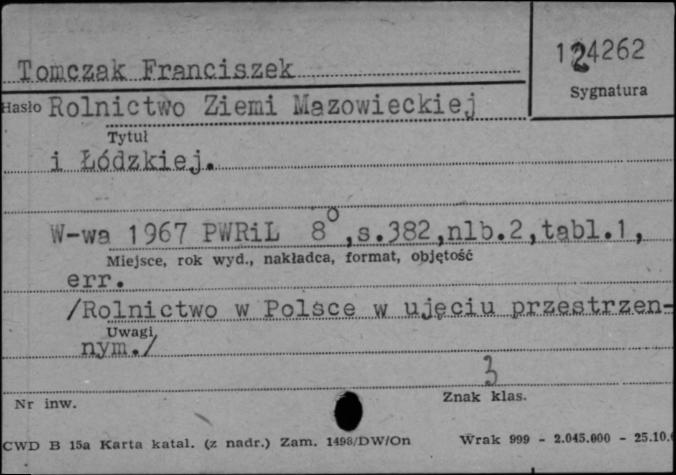 Tomczak Franciszek
124262
Sygnatura
Hasło Rolnictwo Ziemi Mazowieckiej
Tytuł
i Łódzkiej.
W-wa 1967 PWRiL 8°,s.382,nlb.2,tabl.1,
Miejsce, rok wyd., nakładca, format, objętość
err.
/Rolnictwo w Polsce w ujęciu przestrzen-
Uwagi
nym./
3
Nr inw.
Znak klas.
CWD B 15a Karta katal. (z nadr.) Zam. 1498/DW/On Wrak 999 - 2.045.000 - 25.10.